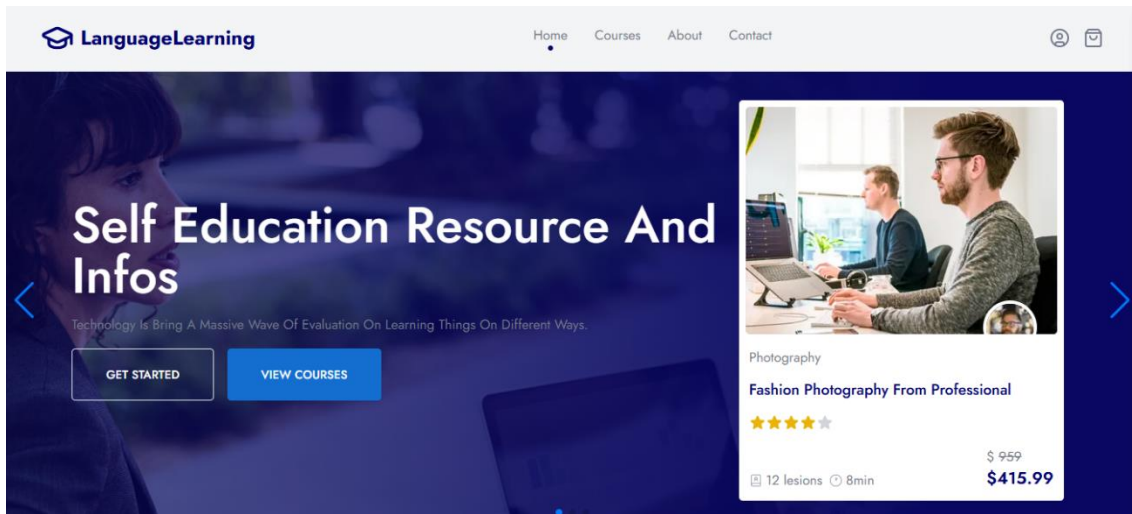 LanguageLearning
Home Courses About Contact
Self Education Resource And
Infos
Technology Is Bring A Massive Wave Of Evaluation On Learning Things On Different Ways.
GET STARTED VIEW COURSES
Photography
Fashion Photography From Professional
$ 959
12 lesions 8min $415.99